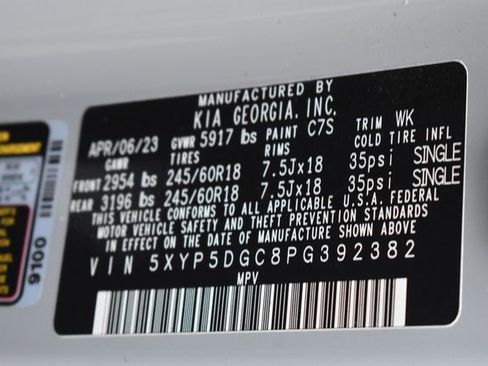 MANUFACTURED BY
KIA GEORGIA, INC.
APR/06/23 GVWR 5917 lbs PAINT C7S TRIM WK
GAWR TIRES RIMS COLD TIRE INFL
FRONT 2954 lbs 245/60R18 7.5Jx18 35psi SINGLE
REAR 3196 lbs 245/60R18 7.5Jx18 35psi SINGLE
THIS VEHICLE CONFORMS TO ALL APPLICABLE U.S.A. FEDERAL
MOTOR VEHICLE SAFETY AND THEFT PREVENTION STANDARDS
IN EFFECT ON THE DATE OF MANUFACTURE SHOWN ABOVE
VIN 5XYP5DGC8PG392382
MPV
9100